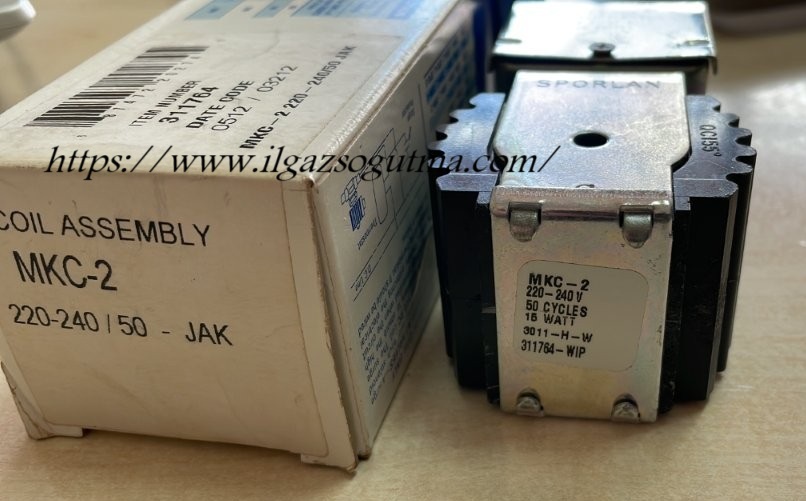 ITEM NUMBER
311764
DATE CODE
0512 / 03212
MKC-2 220-240/50 JAK
https://www.ilgazsogutma.com/
COIL ASSEMBLY
MKC-2
220-240 / 50 - JAK
SPORLAN
MKC-2
220-240 V
50 CYCLES
15 WATT
3011-H-W
311764-WIP